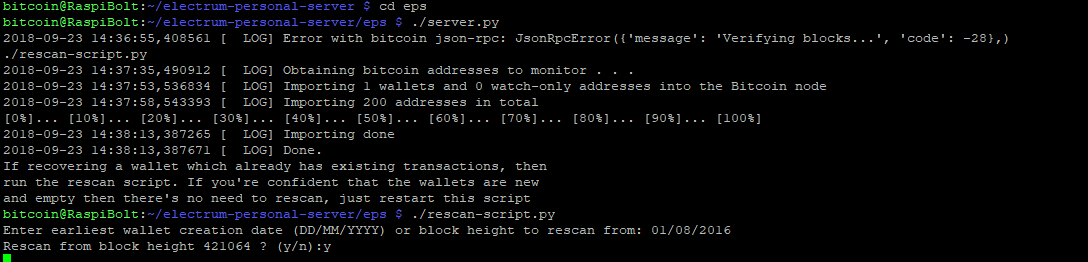 bitcoin@RaspiBolt:~/electrum-personal-server $ cd eps
bitcoin@RaspiBolt:~/electrum-personal-server/eps $ ./server.py
2018-09-23 14:36:55,408561 [  LOG] Error with bitcoin json-rpc: JsonRpcError({'message': 'Verifying blocks...', 'code': -28},)
./rescan-script.py
2018-09-23 14:37:35,490912 [  LOG] Obtaining bitcoin addresses to monitor . . .
2018-09-23 14:37:53,536834 [  LOG] Importing 1 wallets and 0 watch-only addresses into the Bitcoin node
2018-09-23 14:37:58,543393 [  LOG] Importing 200 addresses in total
[0%]... [10%]... [20%]... [30%]... [40%]... [50%]... [60%]... [70%]... [80%]... [90%]... [100%]
2018-09-23 14:38:13,387265 [  LOG] Importing done
2018-09-23 14:38:13,387671 [  LOG] Done.
If recovering a wallet which already has existing transactions, then
run the rescan script. If you're confident that the wallets are new
and empty then there's no need to rescan, just restart this script
bitcoin@RaspiBolt:~/electrum-personal-server/eps $ ./rescan-script.py
Enter earliest wallet creation date (DD/MM/YYYY) or block height to rescan from: 01/08/2016
Rescan from block height 421064 ? (y/n):y